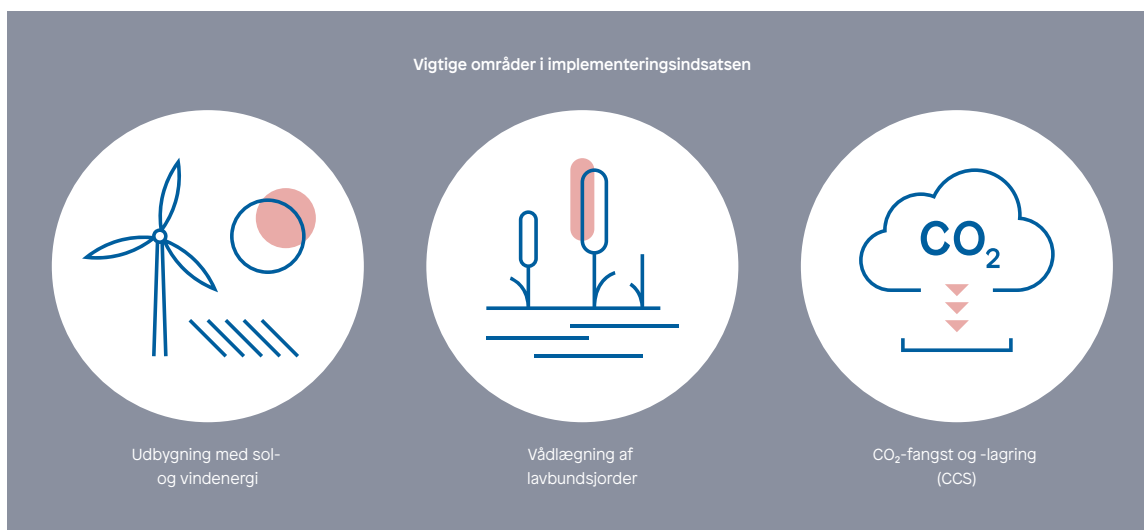 Vigtige områder i implementeringsindsatsen
CO₂
Udbygning med sol-
og vindenergi
Vådlægning af
lavbundsjorder
CO₂-fangst og -lagring
(CCS)